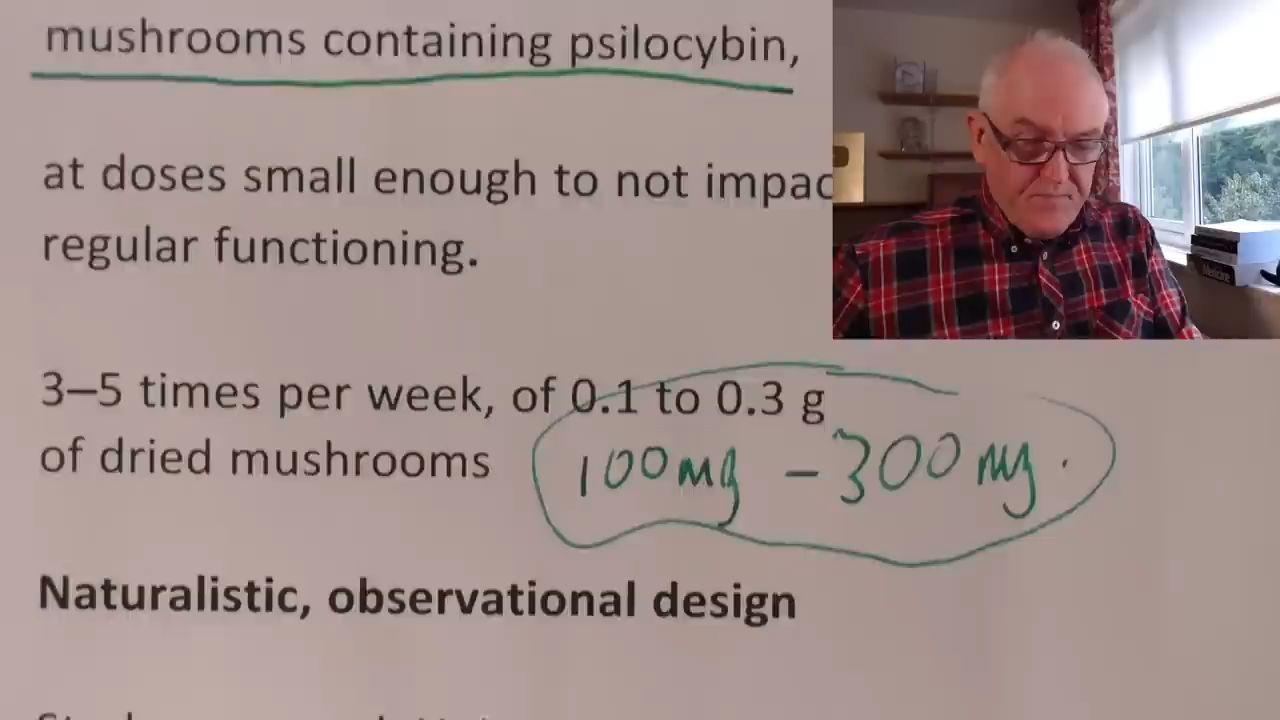 mushrooms containing psilocybin,
at doses small enough to not impac
regular functioning.
3–5 times per week, of 0.1 to 0.3 g
of dried mushrooms
100mg – 300mg.
Naturalistic, observational design
Medicine